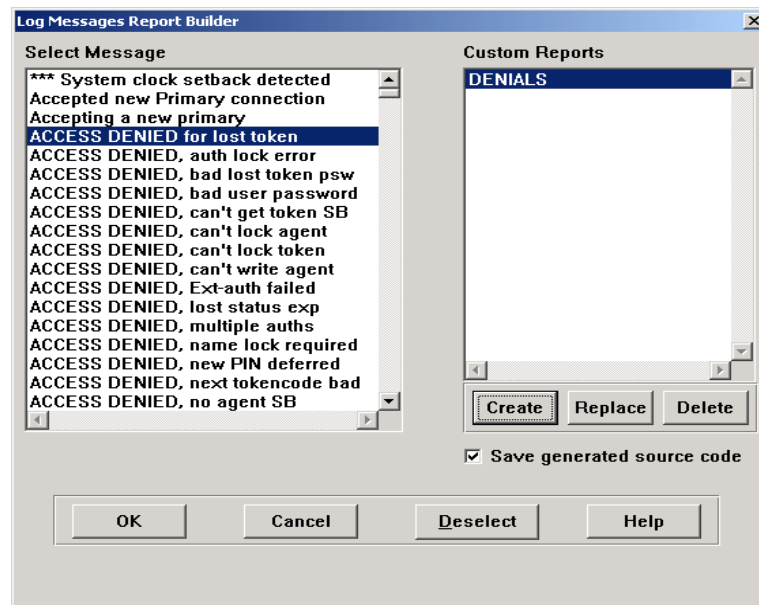 Log Messages Report Builder
Select Message
*** System clock setback detected
Accepted new Primary connection
Accepting a new primary
ACCESS DENIED for lost token
ACCESS DENIED, auth lock error
ACCESS DENIED, bad lost token psw
ACCESS DENIED, bad user password
ACCESS DENIED, can't get token SB
ACCESS DENIED, can't lock agent
ACCESS DENIED, can't lock token
ACCESS DENIED, can't write agent
ACCESS DENIED, Ext-auth failed
ACCESS DENIED, lost status exp
ACCESS DENIED, multiple auths
ACCESS DENIED, name lock required
ACCESS DENIED, new PIN deferred
ACCESS DENIED, next tokencode bad
ACCESS DENIED, no agent SB
Custom Reports
DENIALS
Create Replace Delete
Save generated source code
OK Cancel Deselect Help